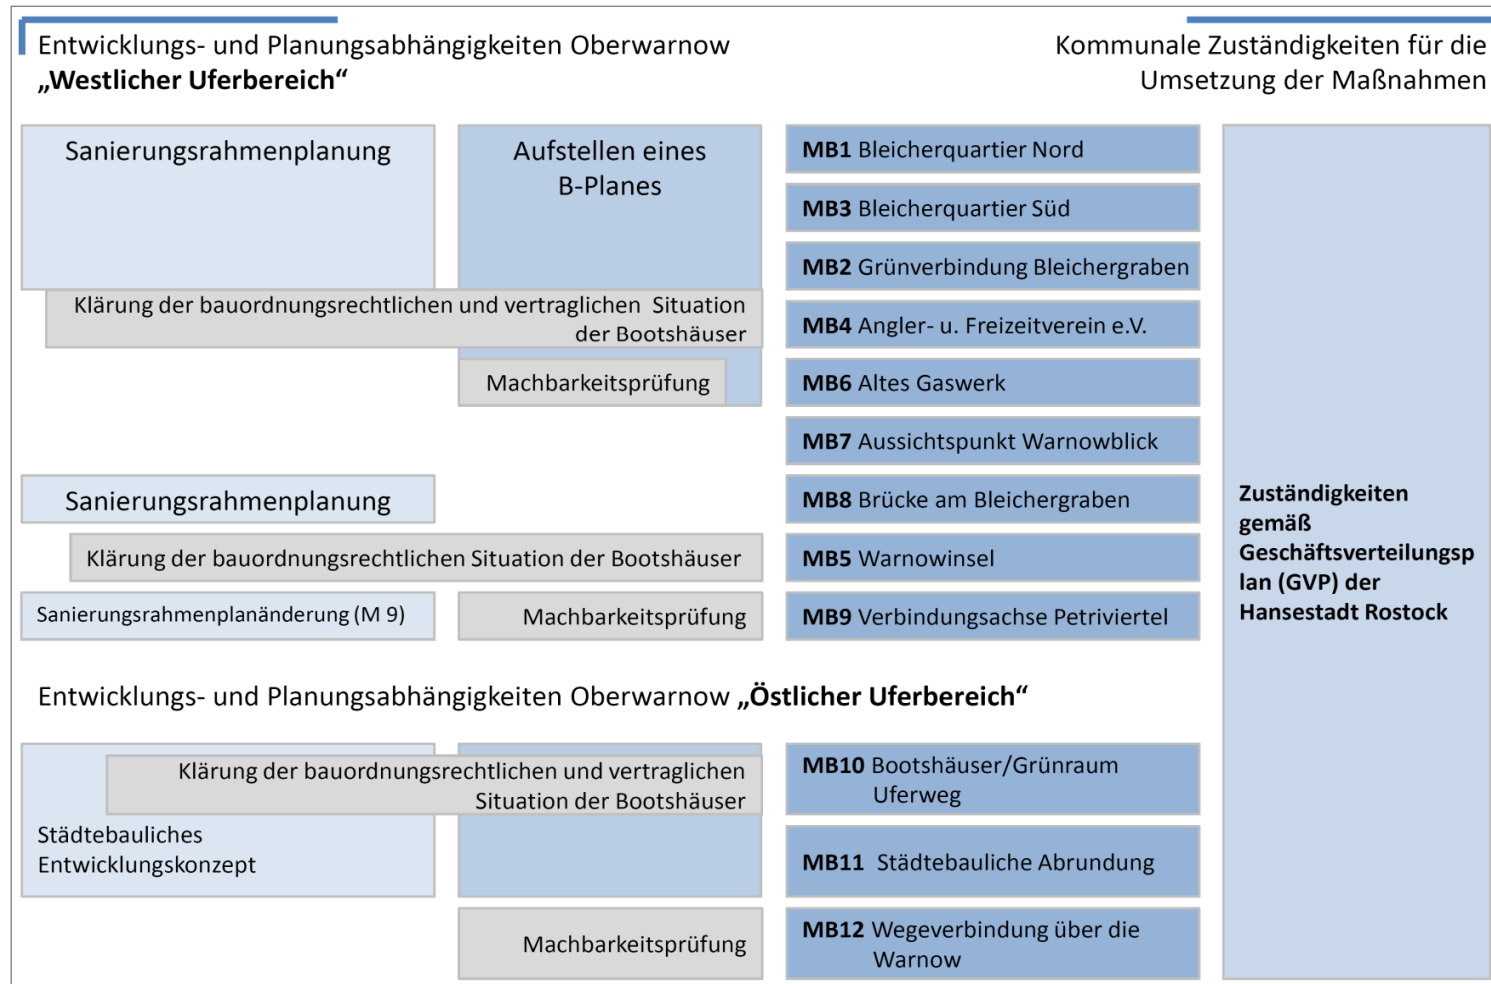 Entwicklungs- und Planungsabhängigkeiten Oberwarnow
„Westlicher Uferbereich“
Kommunale Zuständigkeiten für die
Umsetzung der Maßnahmen
Sanierungsrahmenplanung
Aufstellen eines
B-Planes
MB1 Bleicherquartier Nord
MB3 Bleicherquartier Süd
MB2 Grünverbindung Bleichergraben
Klärung der bauordnungsrechtlichen und vertraglichen Situation
der Bootshäuser
MB4 Angler- u. Freizeitverein e.V.
Machbarkeitsprüfung
MB6 Altes Gaswerk
MB7 Aussichtspunkt Warnowblick
Sanierungsrahmenplanung
MB8 Brücke am Bleichergraben
Klärung der bauordnungsrechtlichen Situation der Bootshäuser
MB5 Warnowinsel
Sanierungsrahmenplanänderung (M 9)
Machbarkeitsprüfung
MB9 Verbindungsachse Petriviertel
Zuständigkeiten
gemäß
Geschäftsverteilungsp
lan (GVP) der
Hansestadt Rostock
Entwicklungs- und Planungsabhängigkeiten Oberwarnow „Östlicher Uferbereich“
Klärung der bauordnungsrechtlichen und vertraglichen
Situation der Bootshäuser
Städtebauliches
Entwicklungskonzept
MB10 Bootshäuser/Grünraum
Uferweg
MB11 Städtebauliche Abrundung
Machbarkeitsprüfung
MB12 Wegeverbindung über die
Warnow